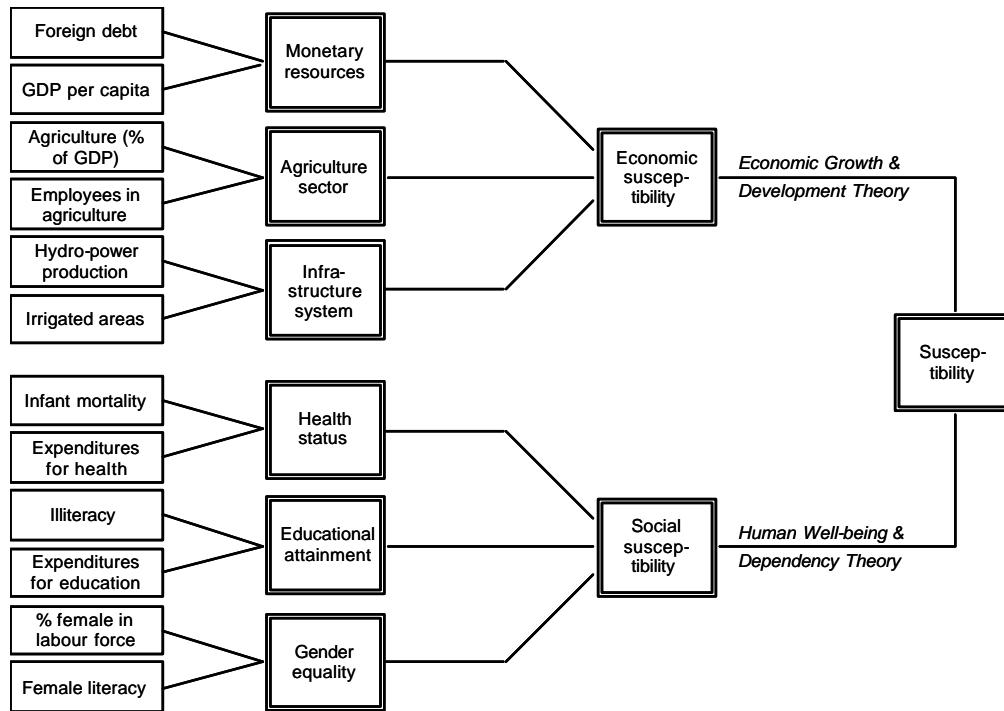 Foreign debt
GDP per capita
Monetary
resources
Agriculture (%
of GDP)
Employees in
agriculture
Agriculture
sector
Hydro-power
production
Irrigated areas
Infra-
structure
system
Economic
suscep-
tibility
Economic Growth &
Development Theory
Suscep-
tibility
Infant mortality
Expenditures
for health
Health
status
Illiteracy
Expenditures
for education
Educational
attainment
% female in
labour force
Female literacy
Gender
equality
Social
suscep-
tibility
Human Well-being &
Dependency Theory